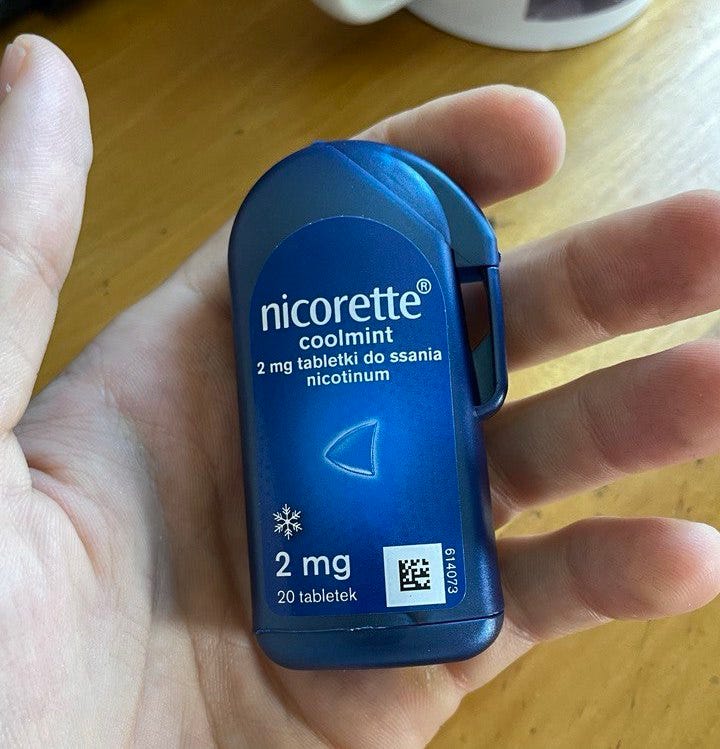 nicorette®
coolmint
2 mg tabletki do ssania
nicotinum
2 mg
20 tabletek
614073